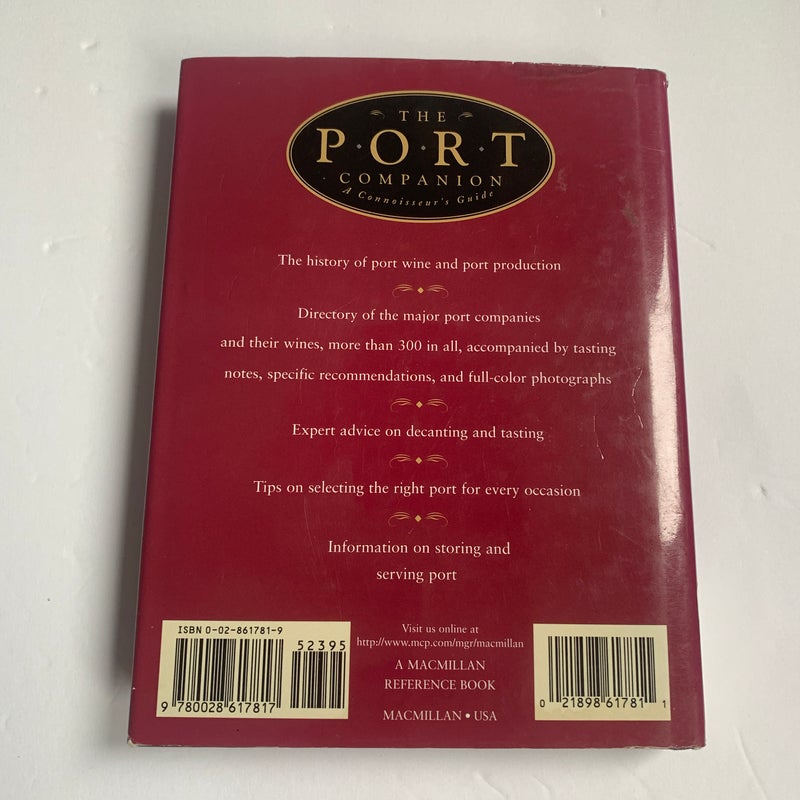 THE
P·O·R·T
COMPANION
A Connoisseur's Guide
The history of port wine and port production
Directory of the major port companies
and their wines, more than 300 in all, accompanied by tasting
notes, specific recommendations, and full-color photographs
Expert advice on decanting and tasting
Tips on selecting the right port for every occasion
Information on storing and
serving port
ISBN 0-02-861781-9
52395
9 780028 617817
Visit us online at
http://www.mcp.com/mgr/macmillan
A MACMILLAN
REFERENCE BOOK
MACMILLAN • USA
0 21898 61781 1